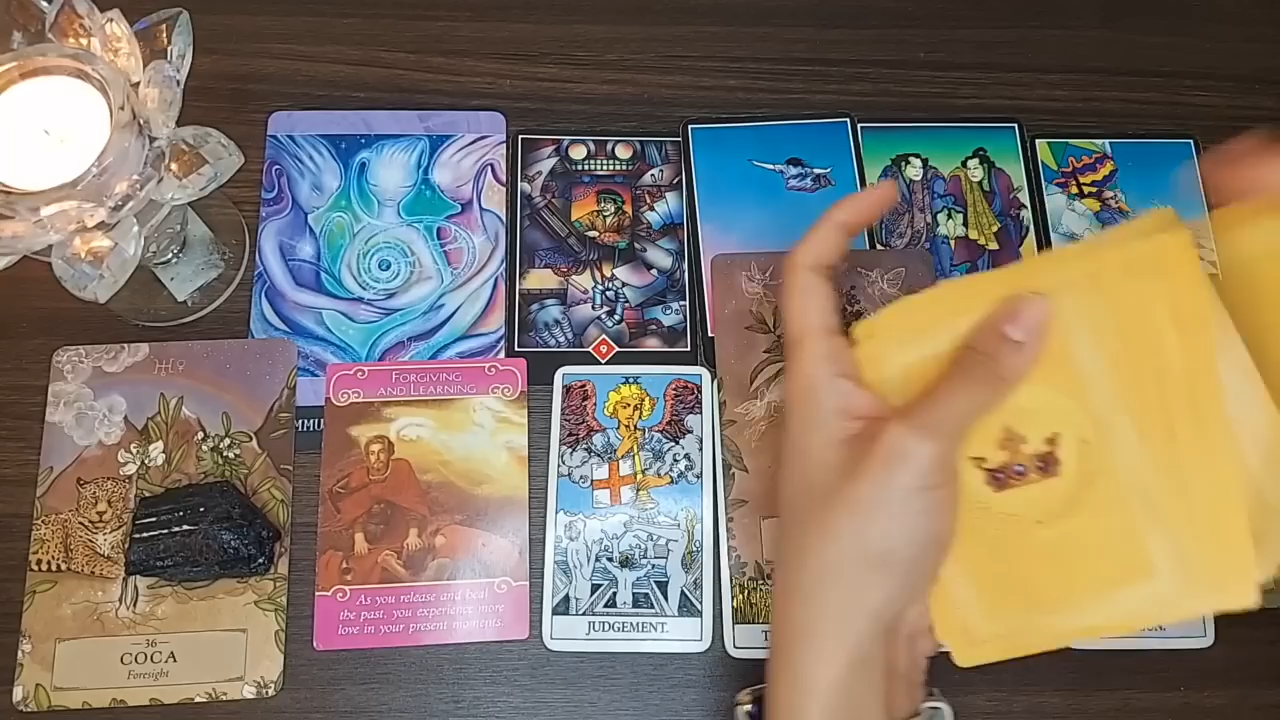 9
FORGIVING
AND LEARNING
XX
36
COCA
Foresight
As you release and heal
the past, you experience more
love in your present moments.
JUDGEMENT.